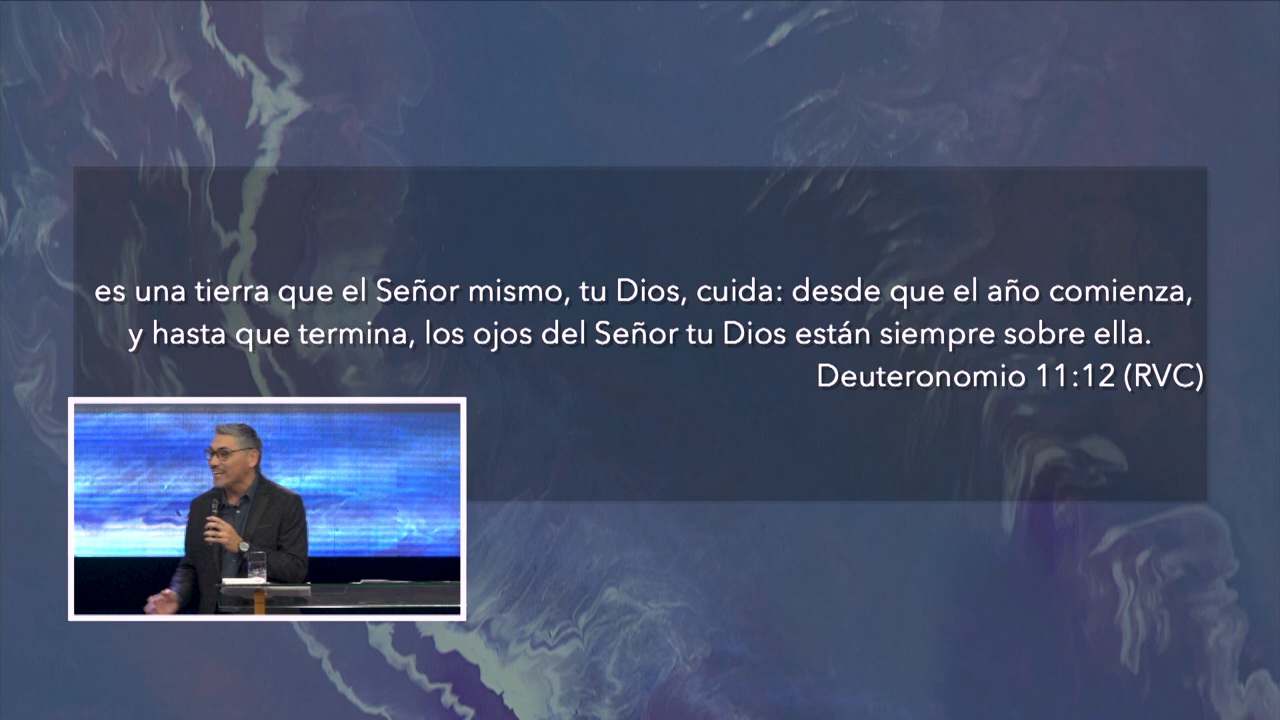 es una tierra que el Señor mismo, tu Dios, cuida: desde que el año comienza,
y hasta que termina, los ojos del Señor tu Dios están siempre sobre ella.
Deuteronomio 11:12 (RVC)